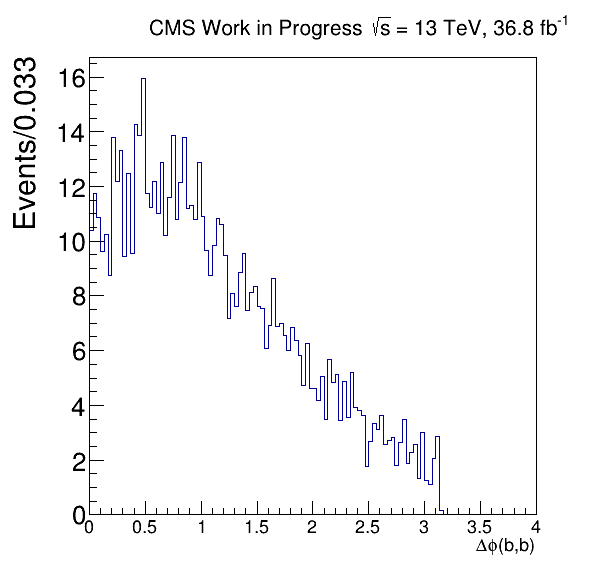 CMS Work in Progress √s = 13 TeV, 36.8 fb⁻¹
Events/0.033
16
14
12
10
8
6
4
2
0
0 0.5 1 1.5 2 2.5 3 3.5 4
Δϕ(b,b)